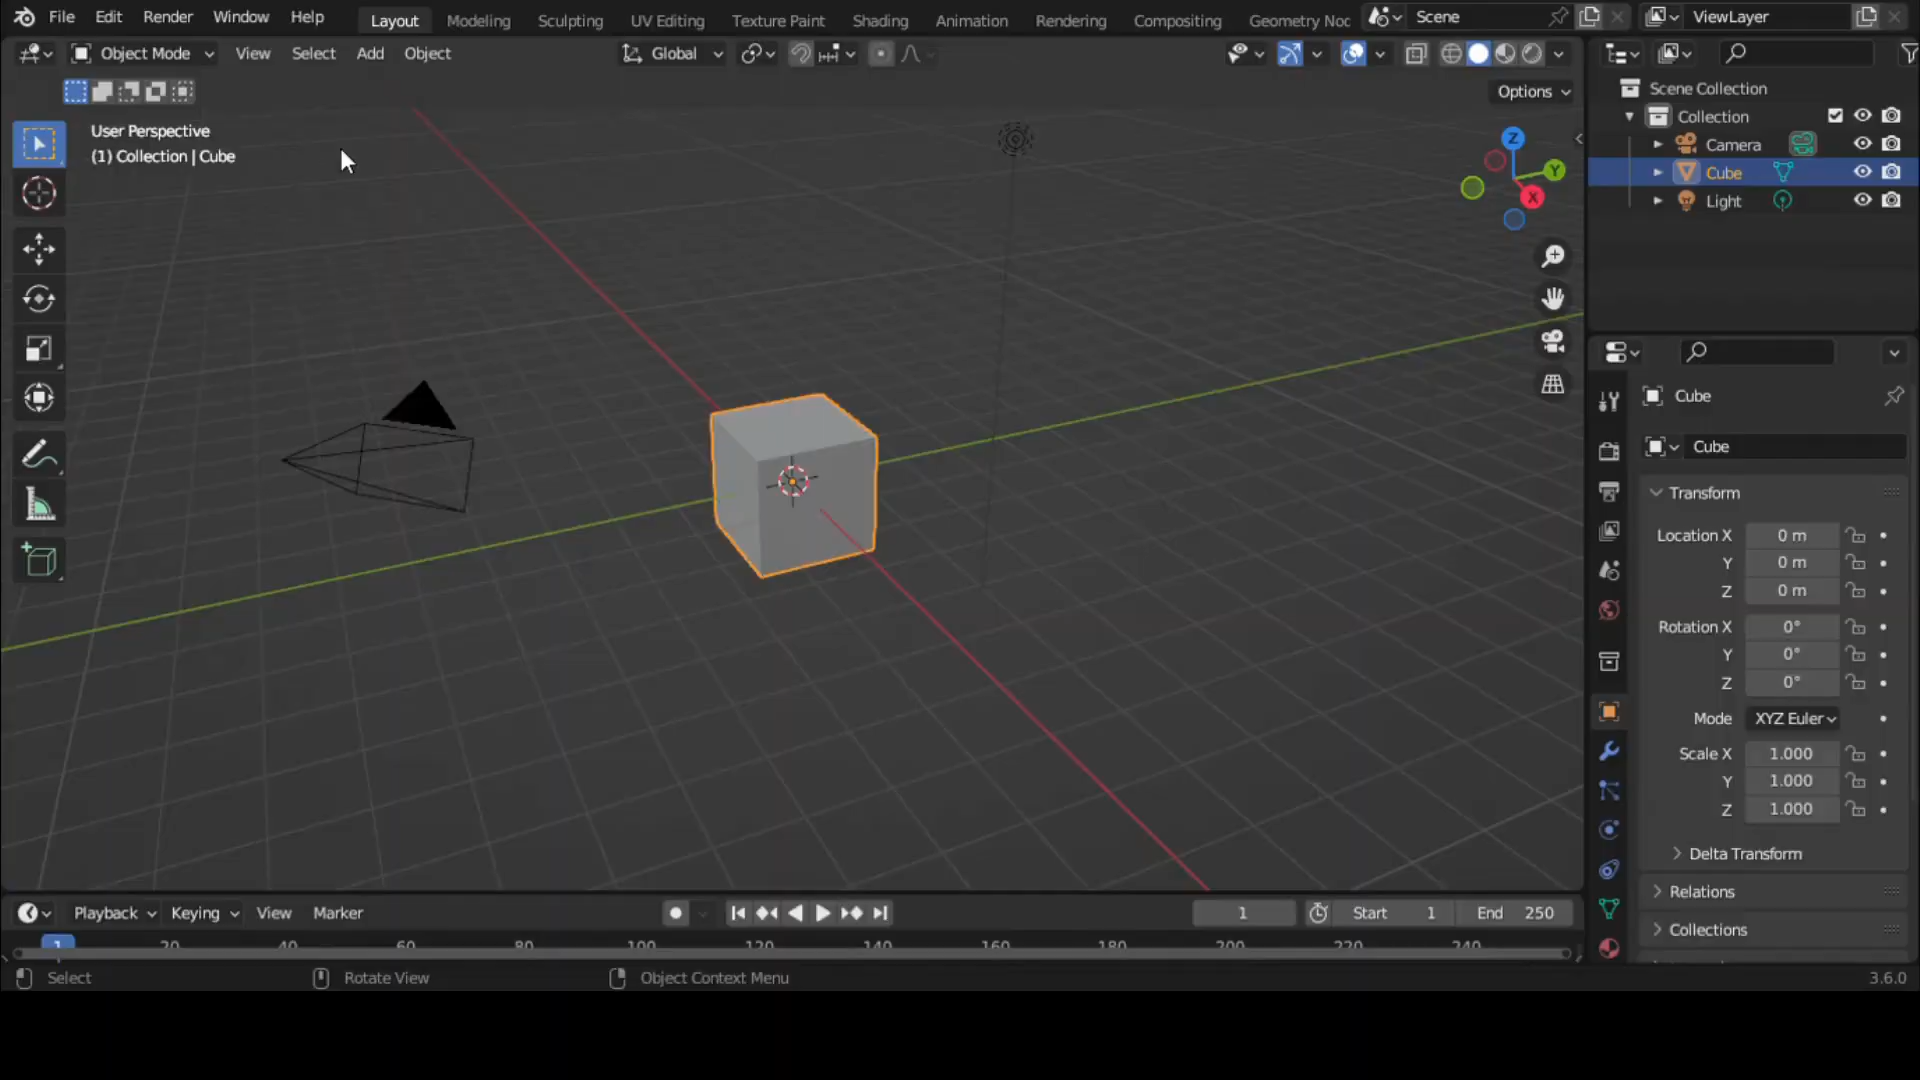 File Edit Render Window Help Layout Modeling Sculpting UV Editing Texture Paint Shading Animation Rendering Compositing Geometry Noc Scene ViewLayer
Object Mode View Select Add Object Global
Options
User Perspective
(1) Collection | Cube
Z
Y
X
Scene Collection
Collection
Camera
Cube
Light
Cube
Cube
Transform
Location X 0 m
Y 0 m
Z 0 m
Rotation X 0°
Y 0°
Z 0°
Mode XYZ Euler
Scale X 1.000
Y 1.000
Z 1.000
Delta Transform
Relations
Collections
Playback Keying View Marker 1 Start 1 End 250
1 20 40 60 80 100 120 140 160 180 200 220 240
Select Rotate View Object Context Menu 3.6.0